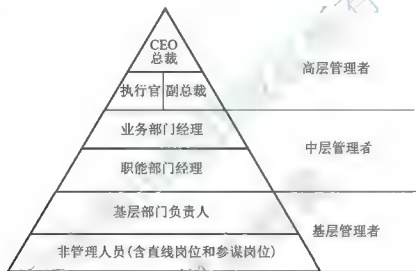 CEO
总裁
高层管理者
执行官 副总裁
业务部门经理
中层管理者
职能部门经理
基层部门负责人
基层管理者
非管理人员(含直线岗位和参谋岗位)